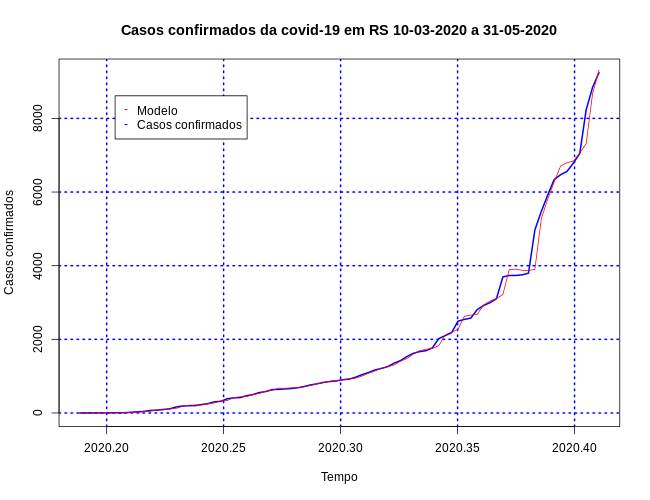 Casos confirmados da covid-19 em RS 10-03-2020 a 31-05-2020
Casos confirmados
8000
6000
4000
2000
0
Modelo
Casos confirmados
2020.20 2020.25 2020.30 2020.35 2020.40
Tempo